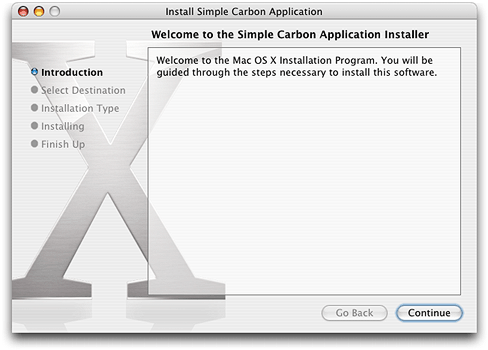 Install Simple Carbon Application
Welcome to the Simple Carbon Application Installer
Introduction
Select Destination
Installation Type
Installing
Finish Up
Welcome to the Mac OS X Installation Program. You will be
guided through the steps necessary to install this software.
Go Back
Continue